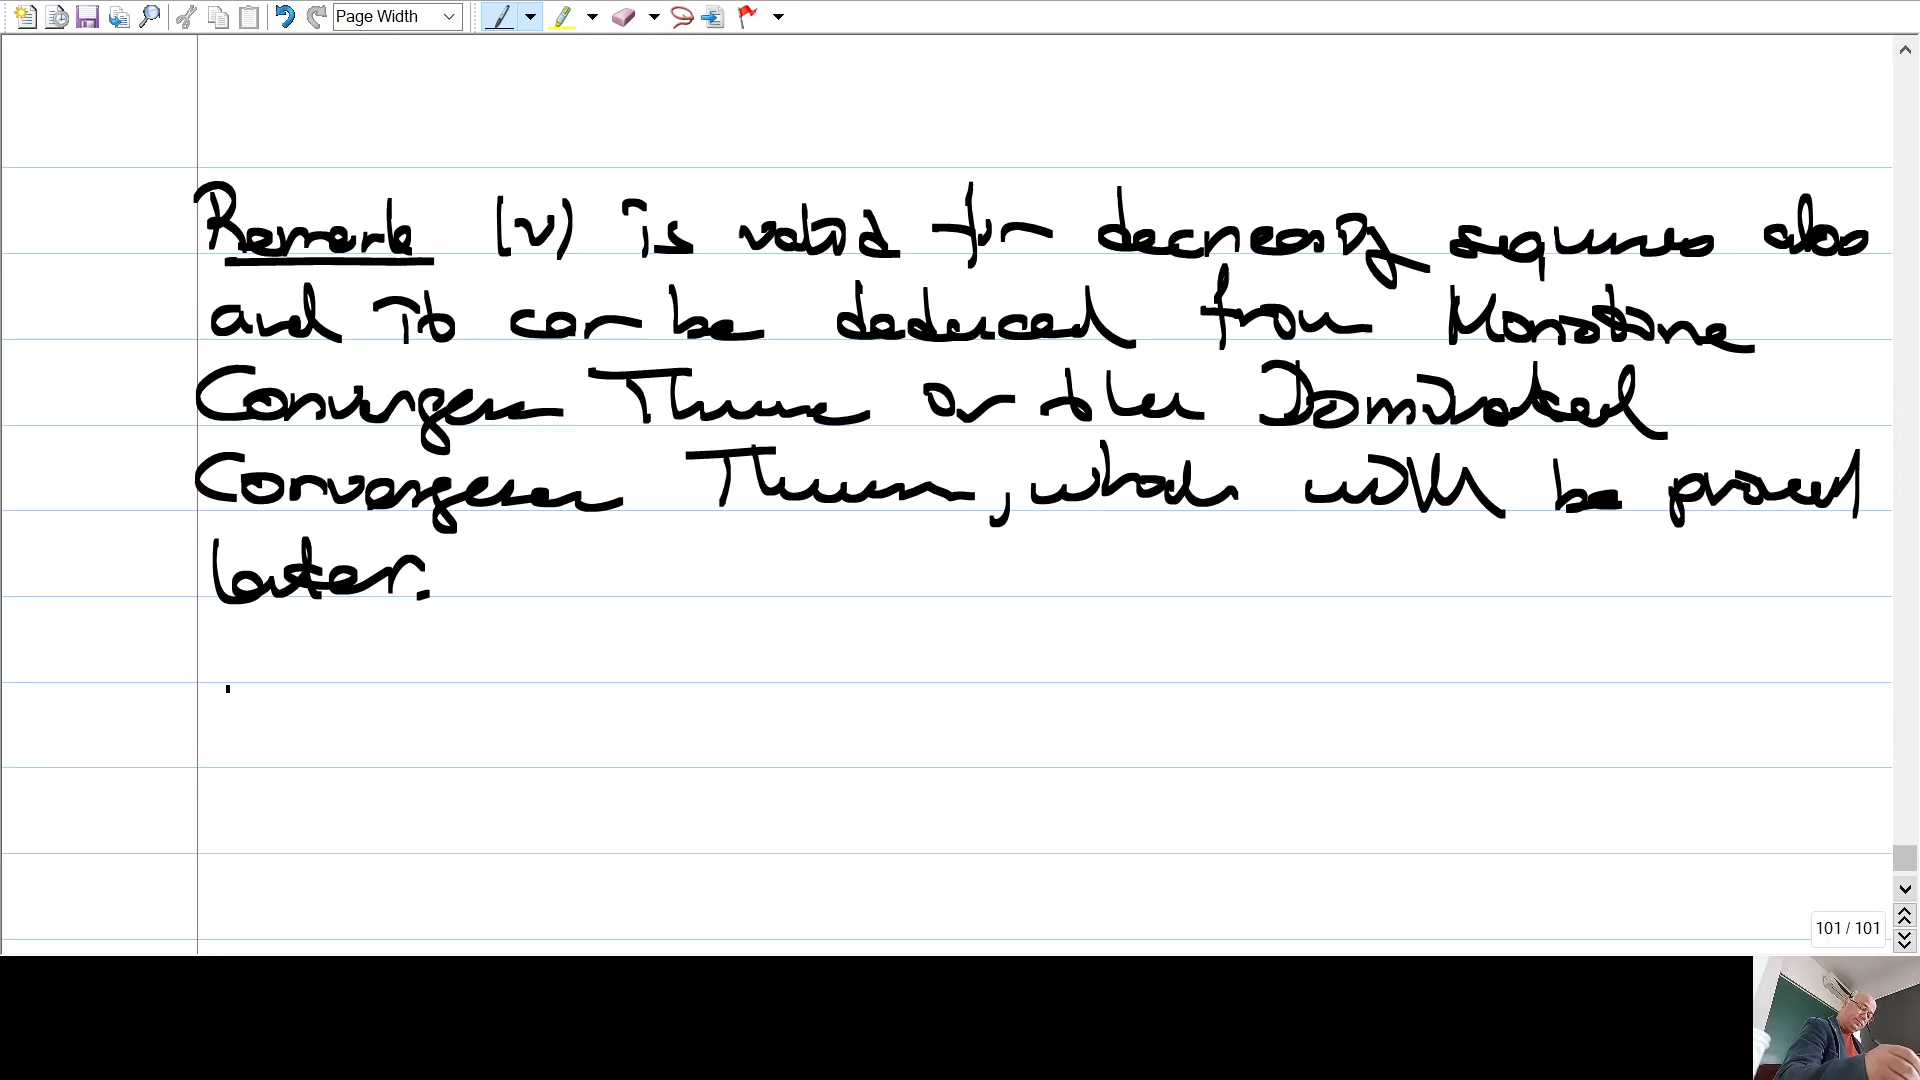 Page Width
Remark (v) is valid for decreasing sequences also
and it can be deduced from Monotone
Convergence Theorem or the Dominated
Convergence Theorem, which will be proved
later.
101 / 101